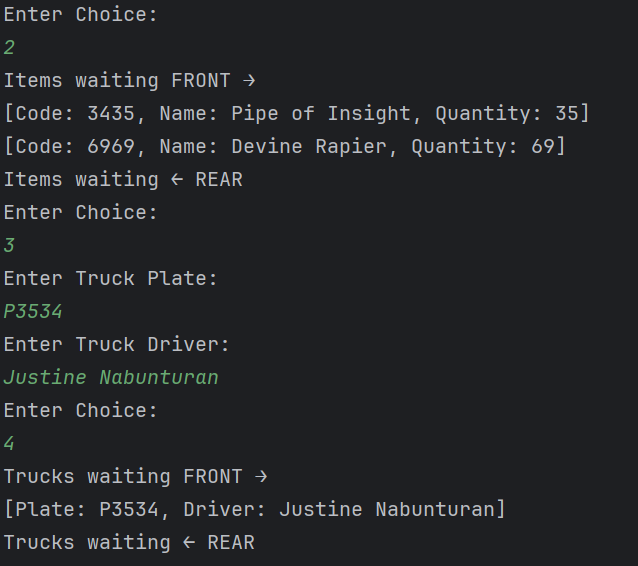 Enter Choice:
2
Items waiting FRONT →
[Code: 3435, Name: Pipe of Insight, Quantity: 35]
[Code: 6969, Name: Devine Rapier, Quantity: 69]
Items waiting ← REAR
Enter Choice:
3
Enter Truck Plate:
P3534
Enter Truck Driver:
Justine Nabunturan
Enter Choice:
4
Trucks waiting FRONT →
[Plate: P3534, Driver: Justine Nabunturan]
Trucks waiting ← REAR